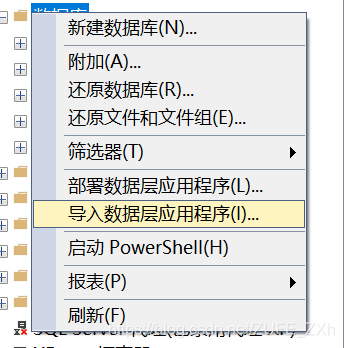 数据库
新建数据库(N)...
附加(A)...
还原数据库(R)...
还原文件和文件组(E)...
筛选器(T)
部署数据层应用程序(L)...
导入数据层应用程序(I)...
启动 PowerShell(H)
报表(P)
刷新(F)